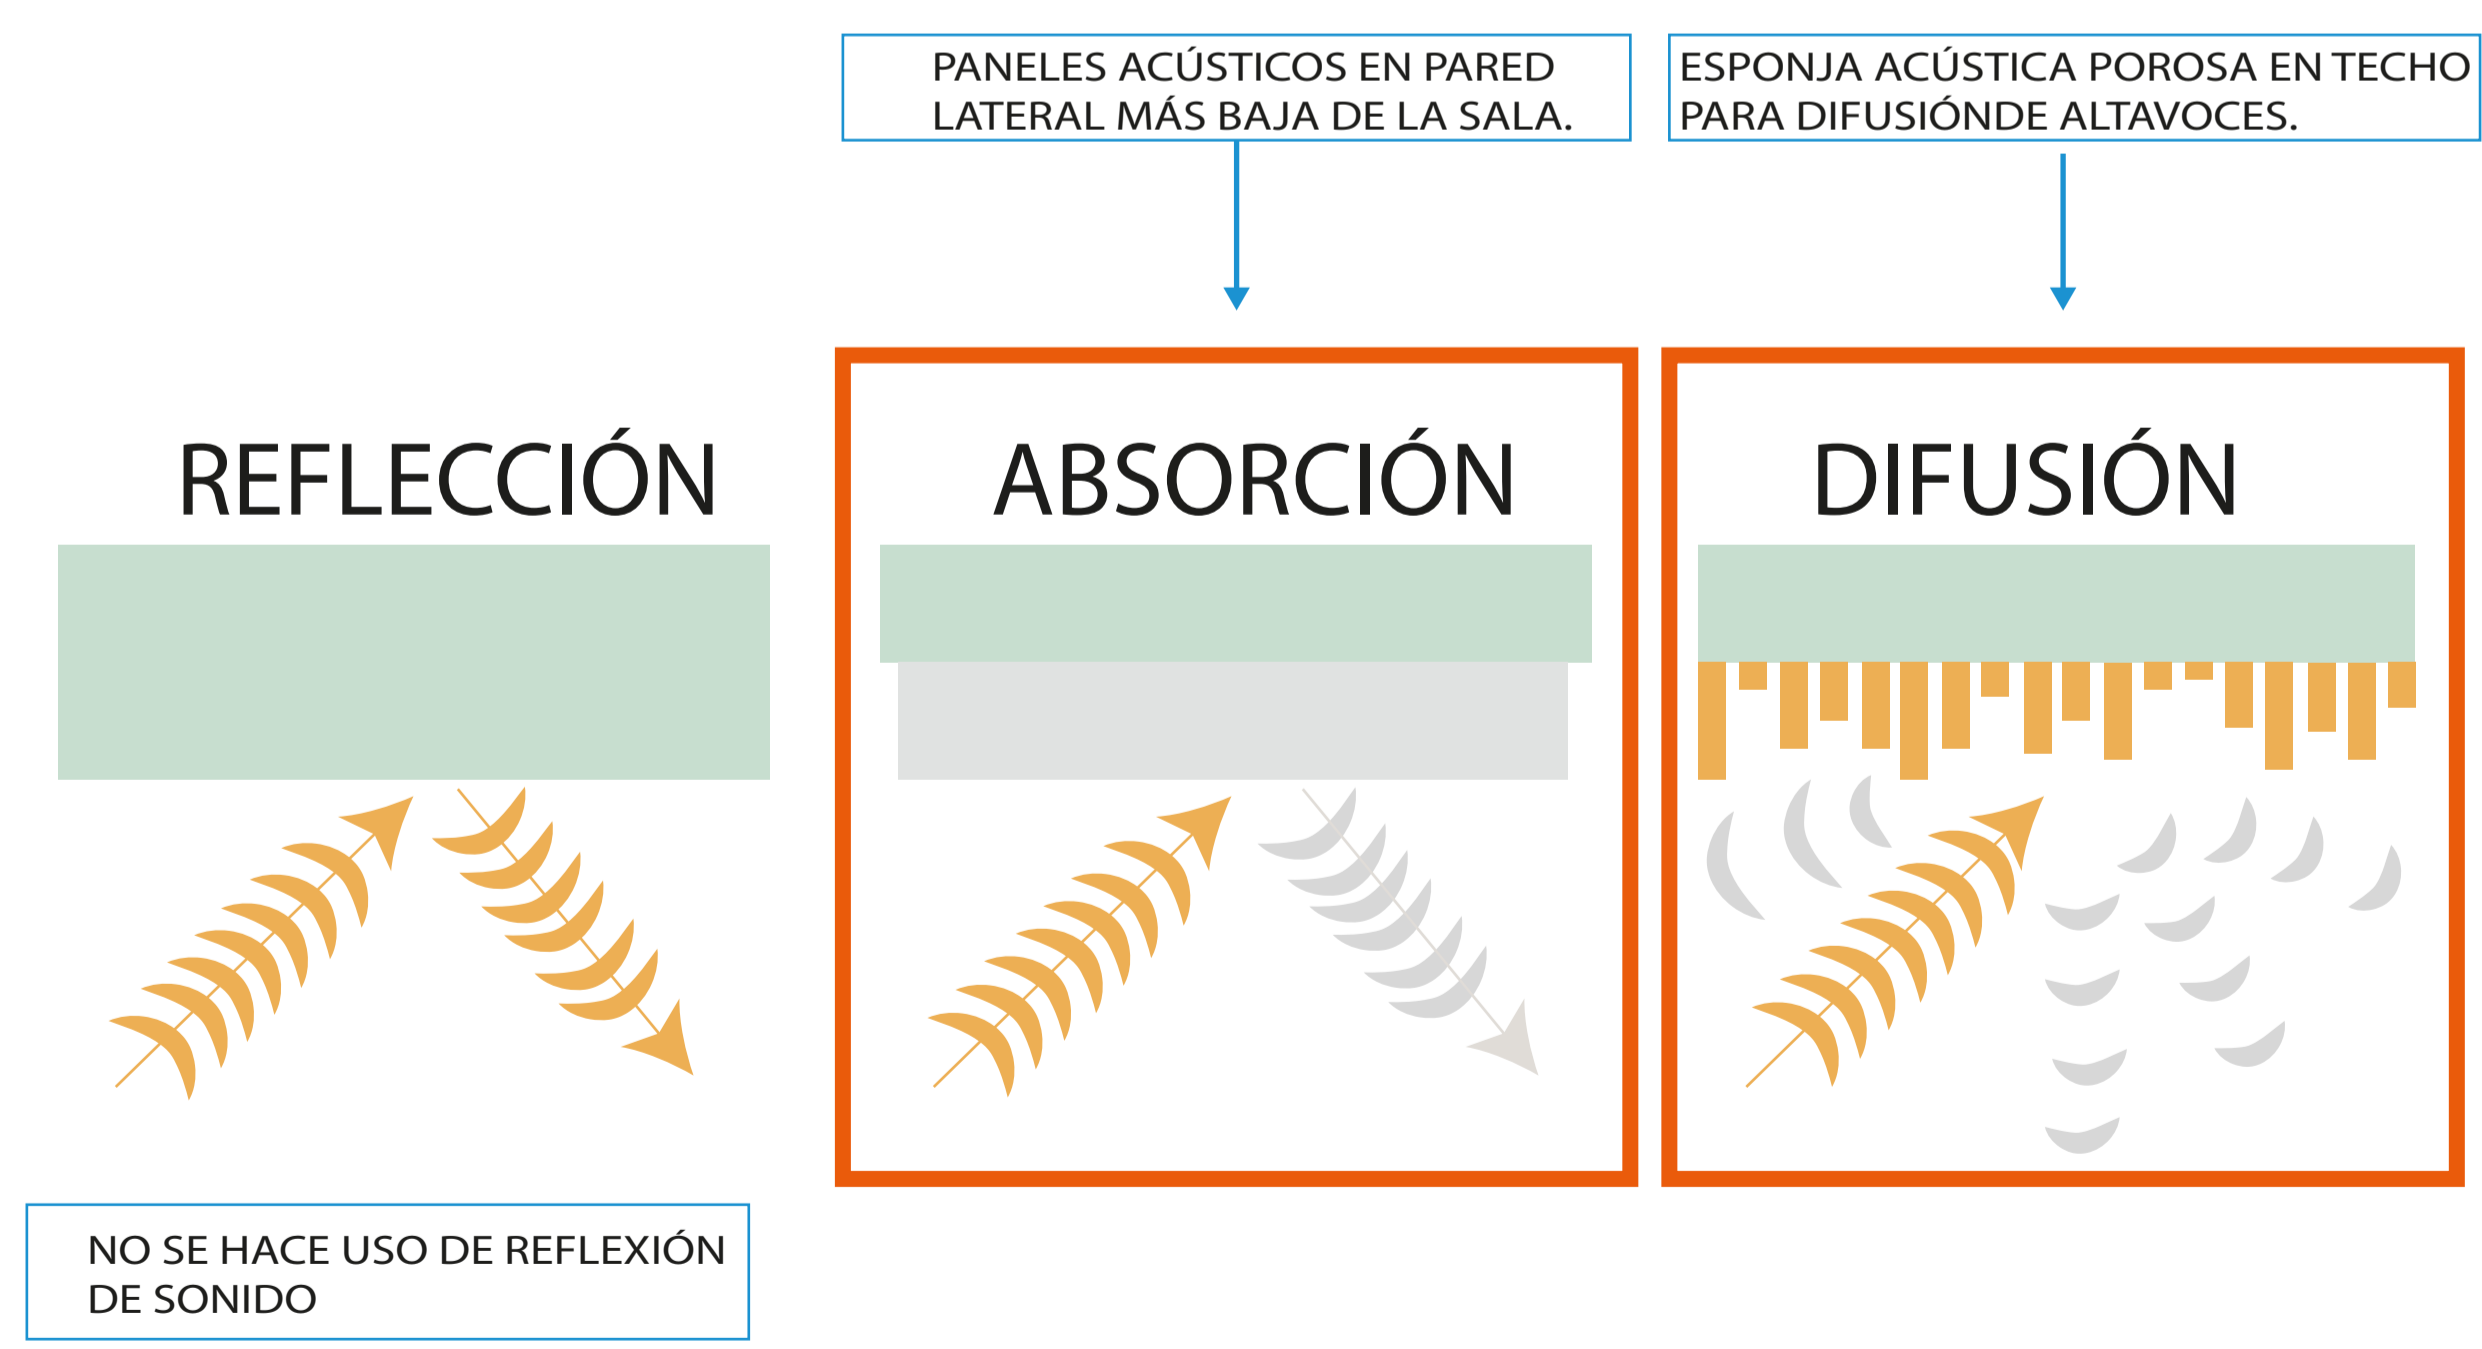 PANELES ACÚSTICOS EN PARED
LATERAL MÁS BAJA DE LA SALA.
ESPONJA ACÚSTICA POROSA EN TECHO
PARA DIFUSIÓNDE ALTAVOCES.
REFLECCIÓN
ABSORCIÓN
DIFUSIÓN
NO SE HACE USO DE REFLEXIÓN
DE SONIDO